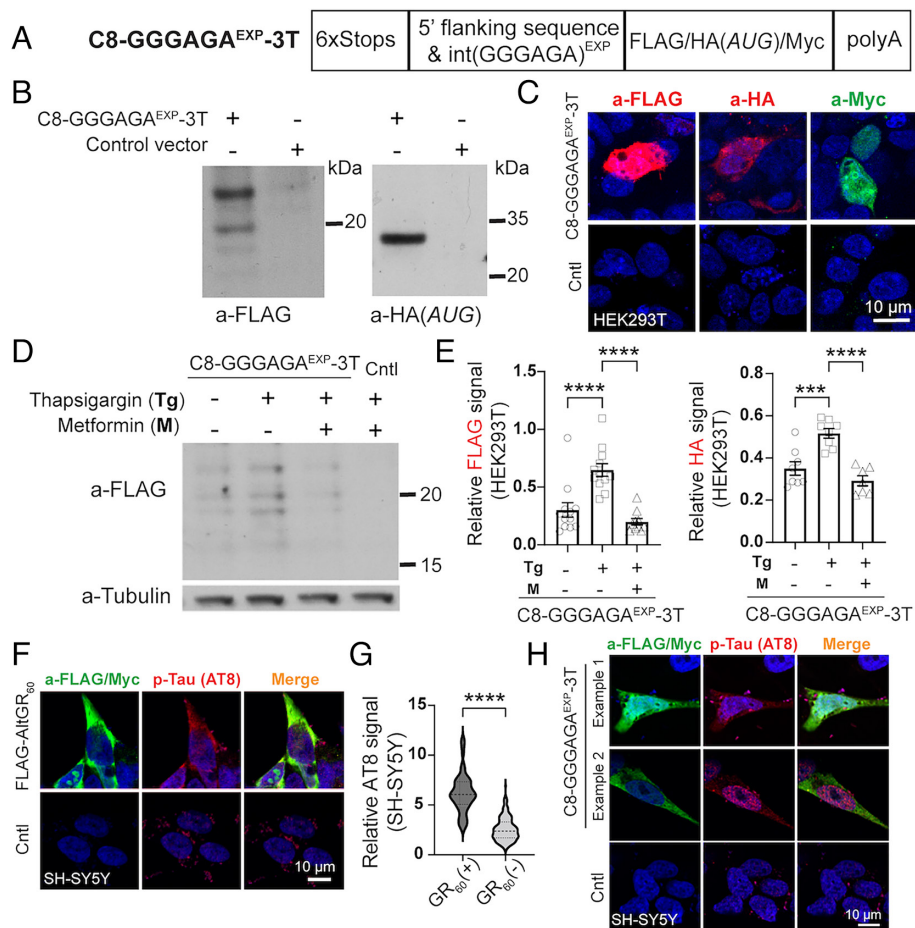 A
C8-GGGAGA^EXP-3T
6xStops
5' flanking sequence
& int(GGGAGA)^EXP
FLAG/HA(AUG)/Myc
polyA
B
C8-GGGAGA^EXP-3T + - + -
Control vector - + - +
kDa
20
a-FLAG
kDa
35
20
a-HA(AUG)
C
a-FLAG a-HA a-Myc
C8-GGGAGA^EXP-3T
Cntl
HEK293T
10 µm
D
C8-GGGAGA^EXP-3T Cntl
Thapsigargin (Tg) - + + +
Metformin (M) - - + +
a-FLAG
20
15
a-Tubulin
E
Relative FLAG signal
(HEK293T)
1.5
1.0
0.5
0.0
**** ****
Tg - + +
M - - +
C8-GGGAGA^EXP-3T
Relative HA signal
(HEK293T)
0.8
0.6
0.4
0.2
0.0
*** ****
Tg - + +
M - - +
C8-GGGAGA^EXP-3T
F
a-FLAG/Myc p-Tau (AT8) Merge
FLAG-AltGR60
Cntl
SH-SY5Y
10 µm
G
Relative AT8 signal
(SH-SY5Y)
15
10
5
0
****
GR60(+)
GR60(-)
H
a-FLAG/Myc p-Tau (AT8) Merge
C8-GGGAGA^EXP-3T
Example 1
Example 2
Cntl
SH-SY5Y
10 µm